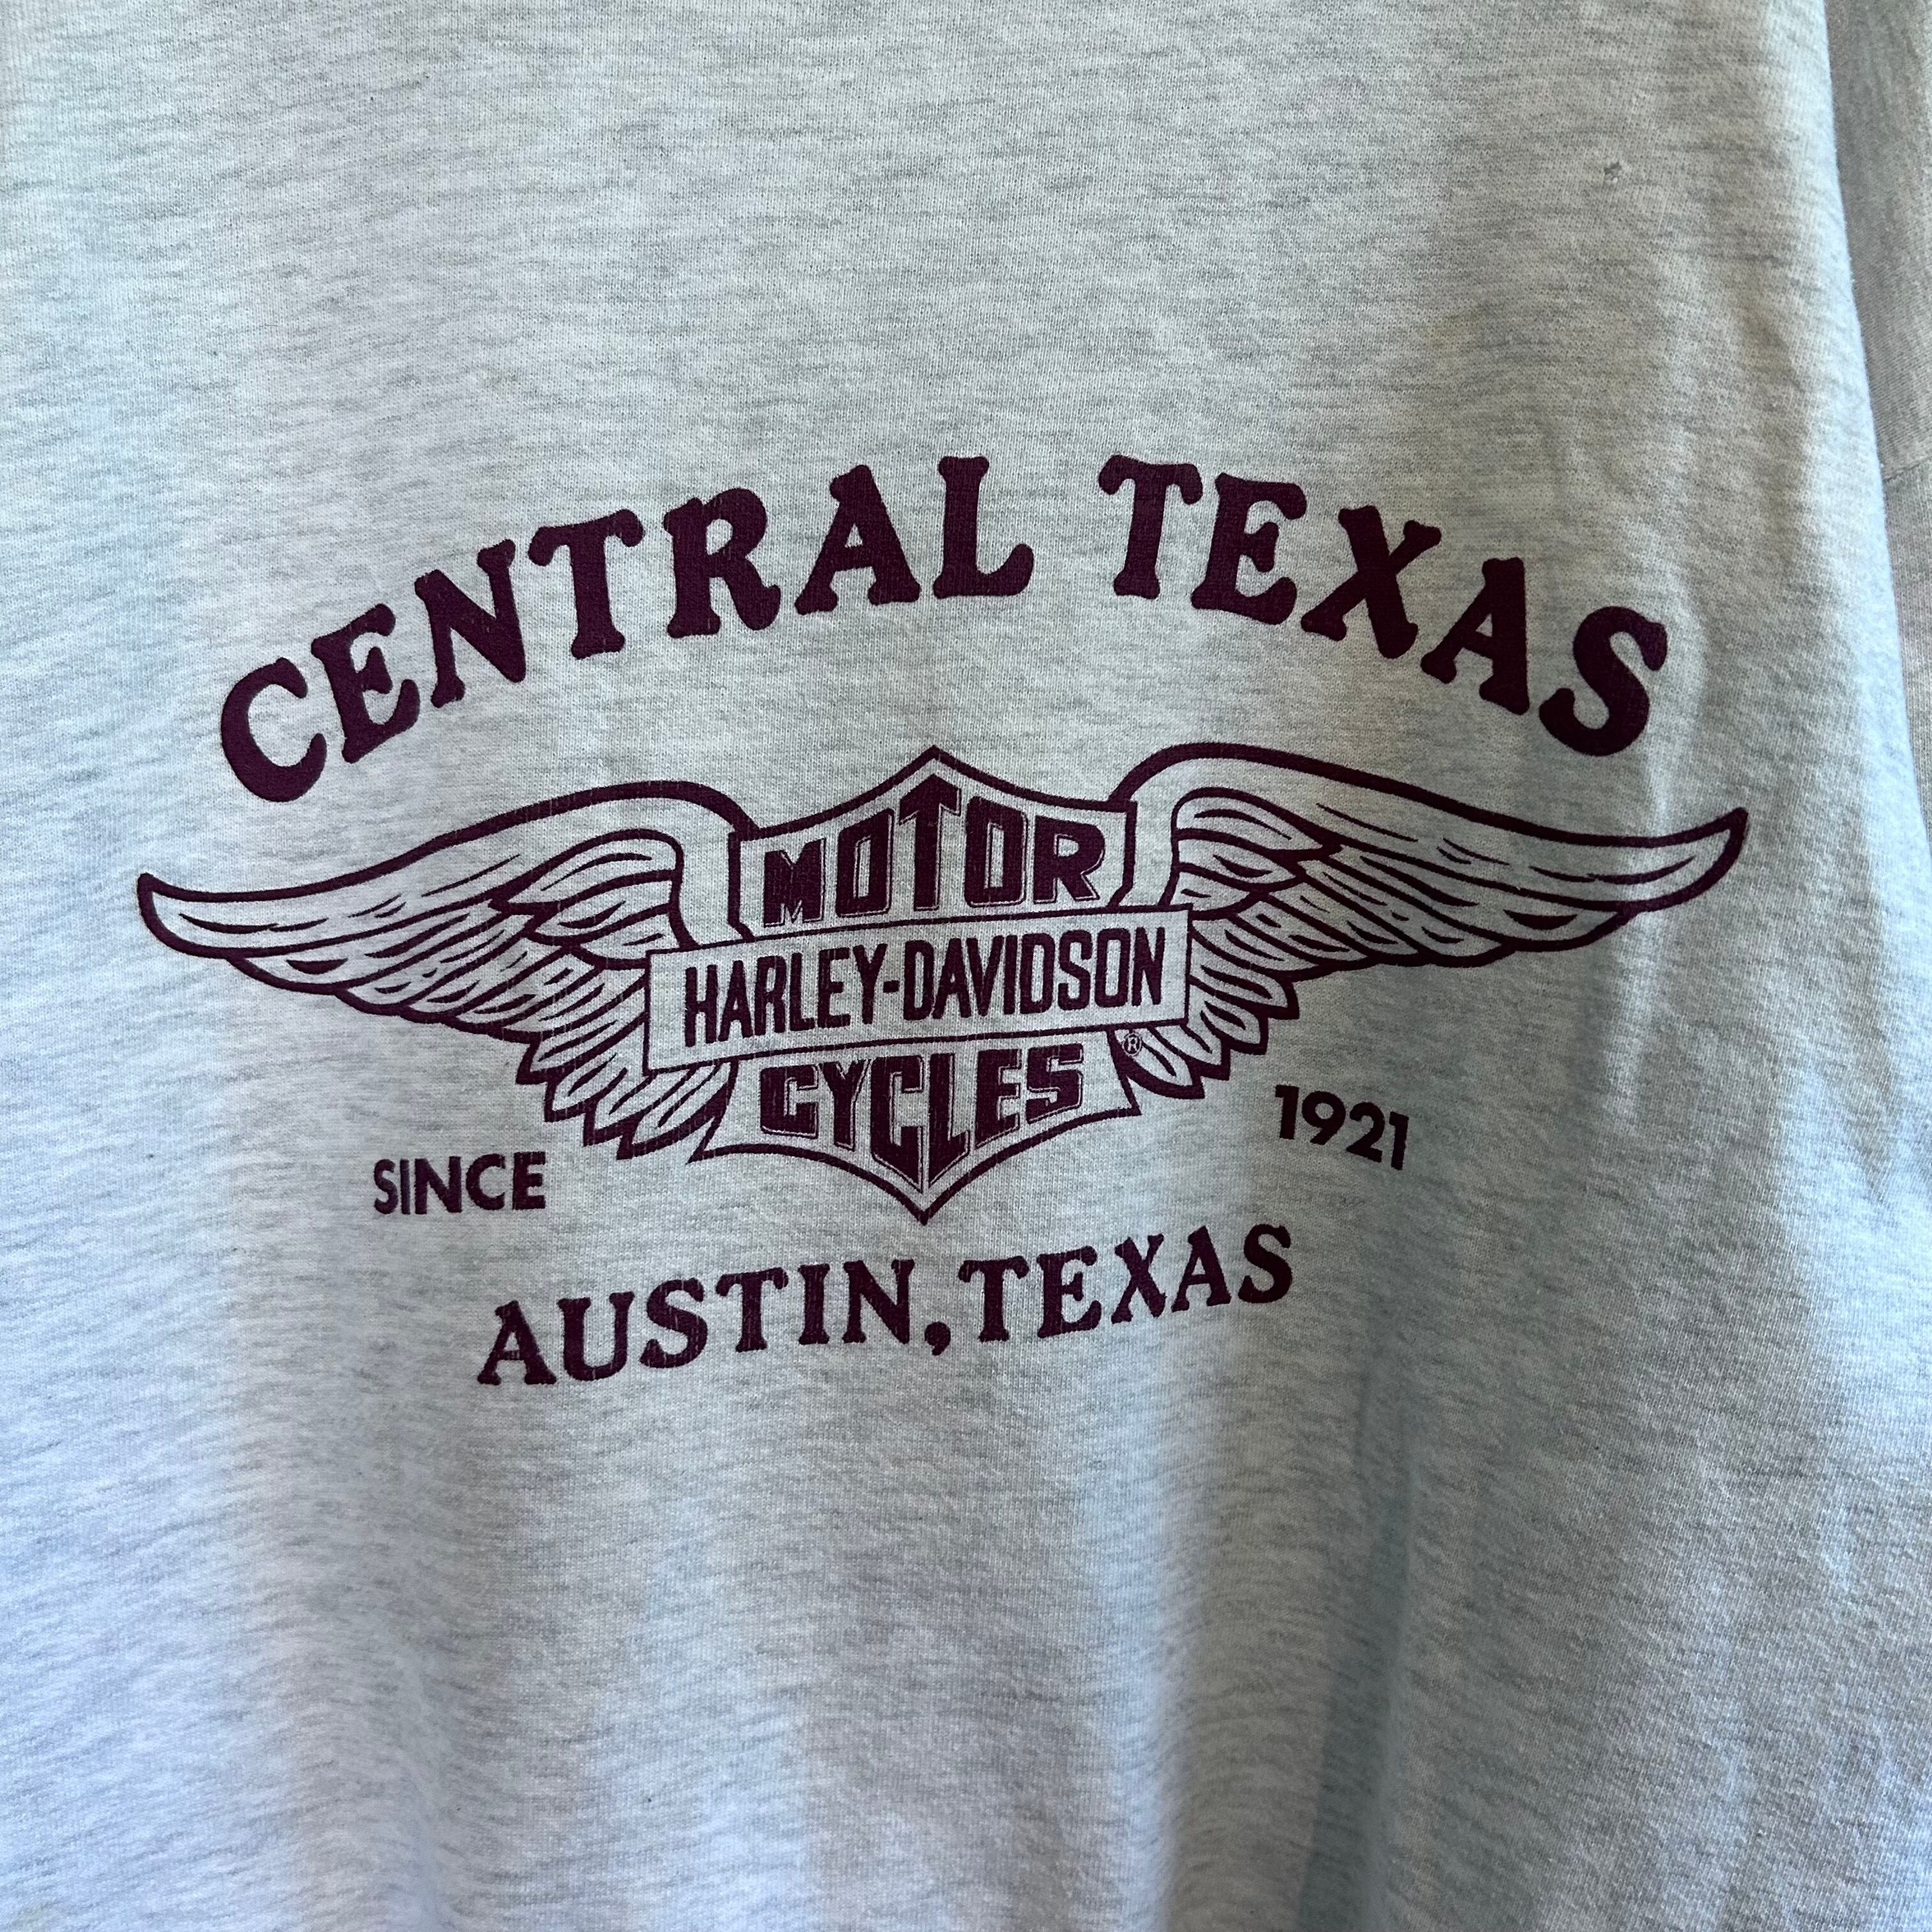 CENTRAL TEXAS
MOTOR
HARLEY-DAVIDSON
CYCLES
®
SINCE 1921
AUSTIN, TEXAS